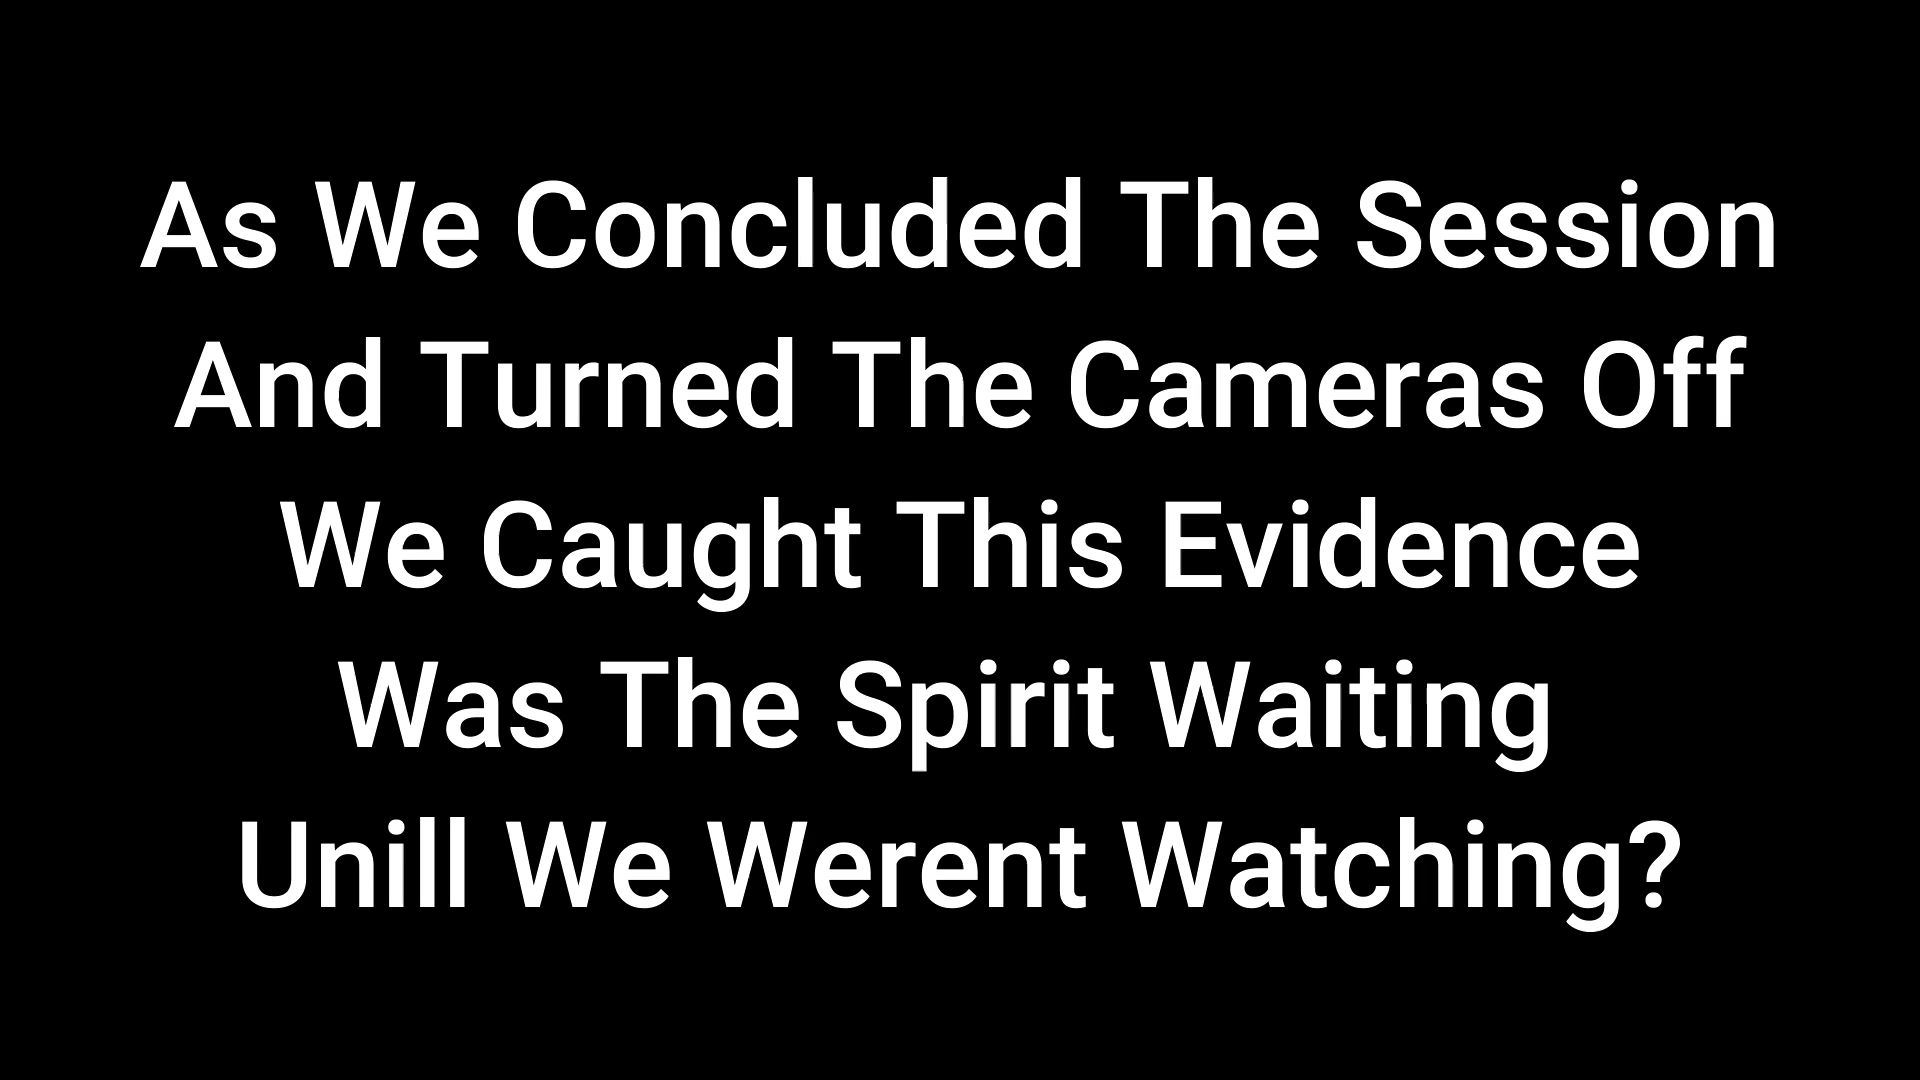 As We Concluded The Session
And Turned The Cameras Off
We Caught This Evidence
Was The Spirit Waiting
Unill We Werent Watching?